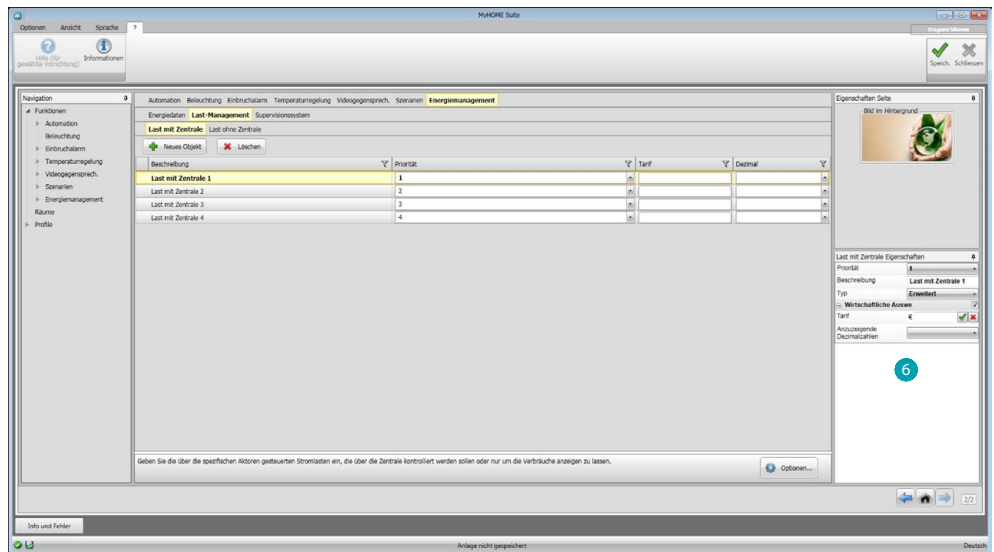 MyHOME Suite
Optionen Ansicht Sprache ?
Hilfe (für gewählte Vorrichtung)
Informationen
Speich. Schliessen
Navigation
Funktionen
Automation
Beleuchtung
Einbruchalarm
Temperaturregelung
Videogegensprech.
Szenarien
Energiemanagement
Räume
Profile
Automation Beleuchtung Einbruchalarm Temperaturregelung Videogegensprech. Szenarien Energiemanagement
Energiedaten Last-Management Supervisionssystem
Last mit Zentrale Last ohne Zentrale
Neues Objekt Löschen
Beschreibung Priorität Tarif Dezimal
Last mit Zentrale 1 1
Last mit Zentrale 2 2
Last mit Zentrale 3 3
Last mit Zentrale 4 4
Geben Sie die über die spezifischen Aktoren gesteuerten Stromlasten ein, die über die Zentrale kontrolliert werden sollen oder nur um die Verbräuche anzeigen zu lassen.
Optionen...
Eigenschaften Seite
Bild im Hintergrund
Last mit Zentrale Eigenschaften
Priorität 1
Beschreibung Last mit Zentrale 1
Typ Erweitert
Wirtschaftliche Auswe
Tarif €
Anzuzeigende
Dezimalzahlen
6
2/2
Info und Fehler
Anlage nicht gespeichert
Deutsch